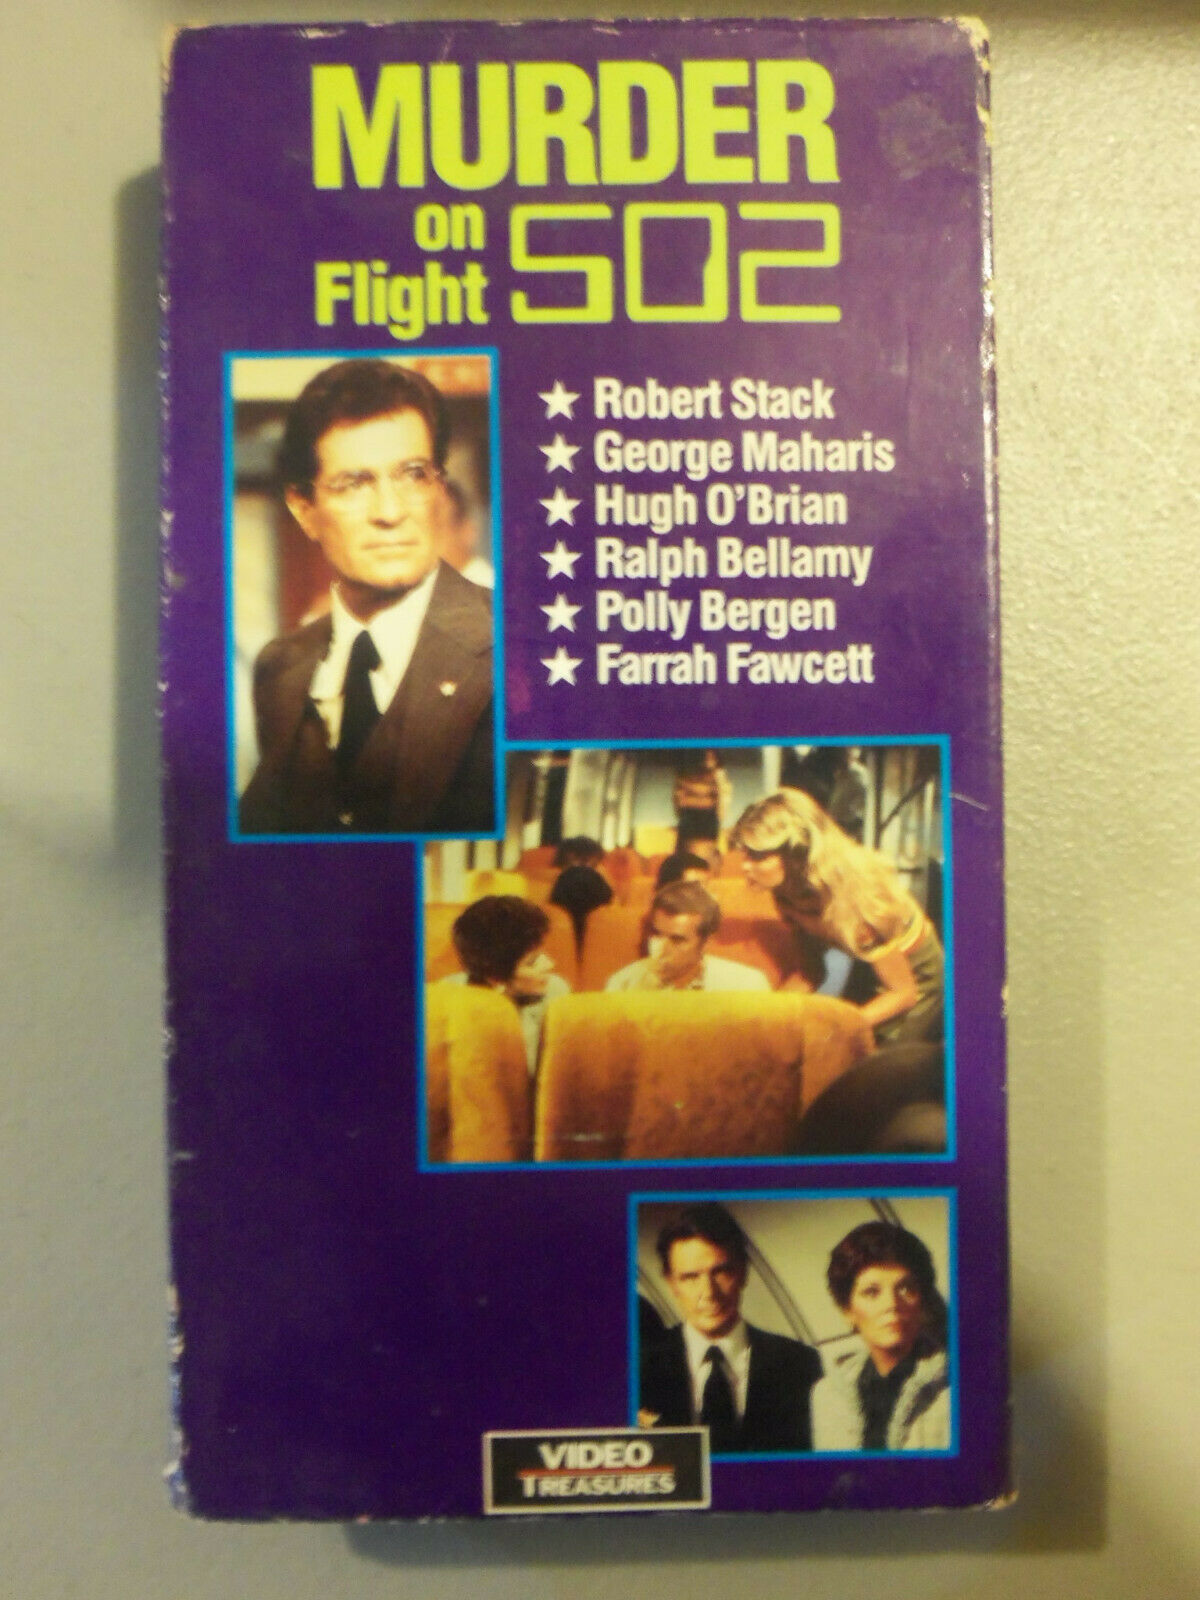 MURDER
on
Flight 502
★ Robert Stack
★ George Maharis
★ Hugh O'Brian
★ Ralph Bellamy
★ Polly Bergen
★ Farrah Fawcett
VIDEO
TREASURES